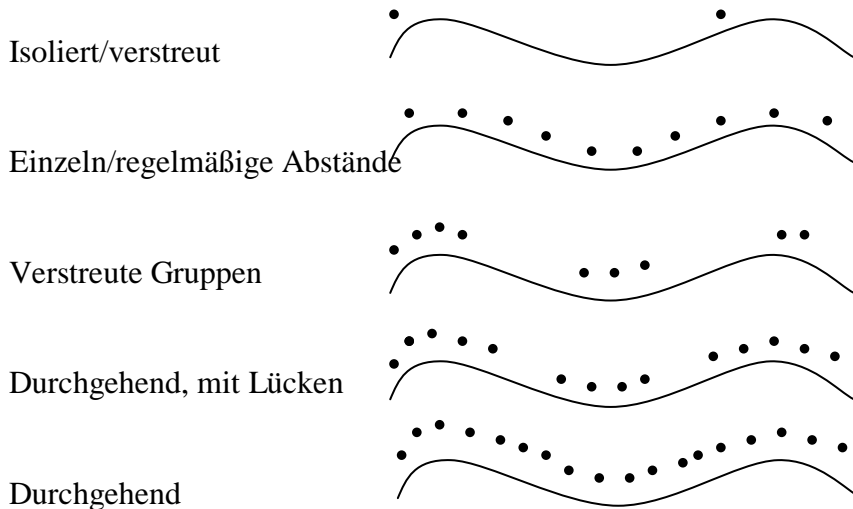 Isoliert/verstreut
Einzeln/regelmäßige Abstände
Verstreute Gruppen
Durchgehend, mit Lücken
Durchgehend